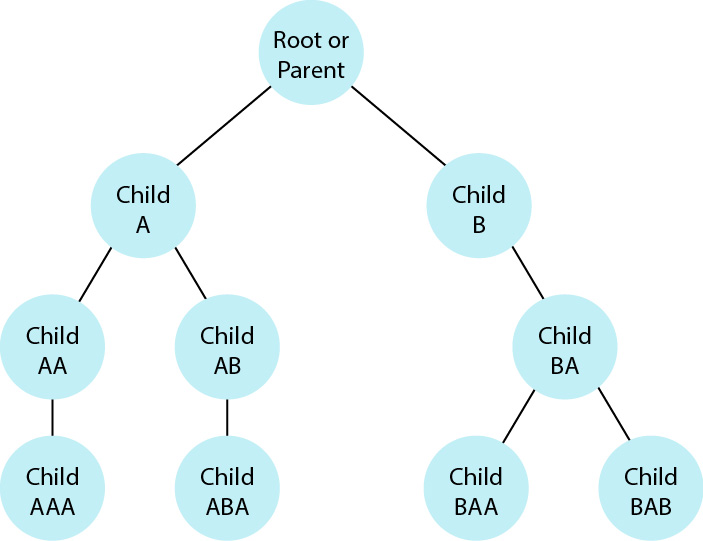 Root or
Parent
Child
A
Child
B
Child
AA
Child
AB
Child
BA
Child
AAA
Child
ABA
Child
BAA
Child
BAB